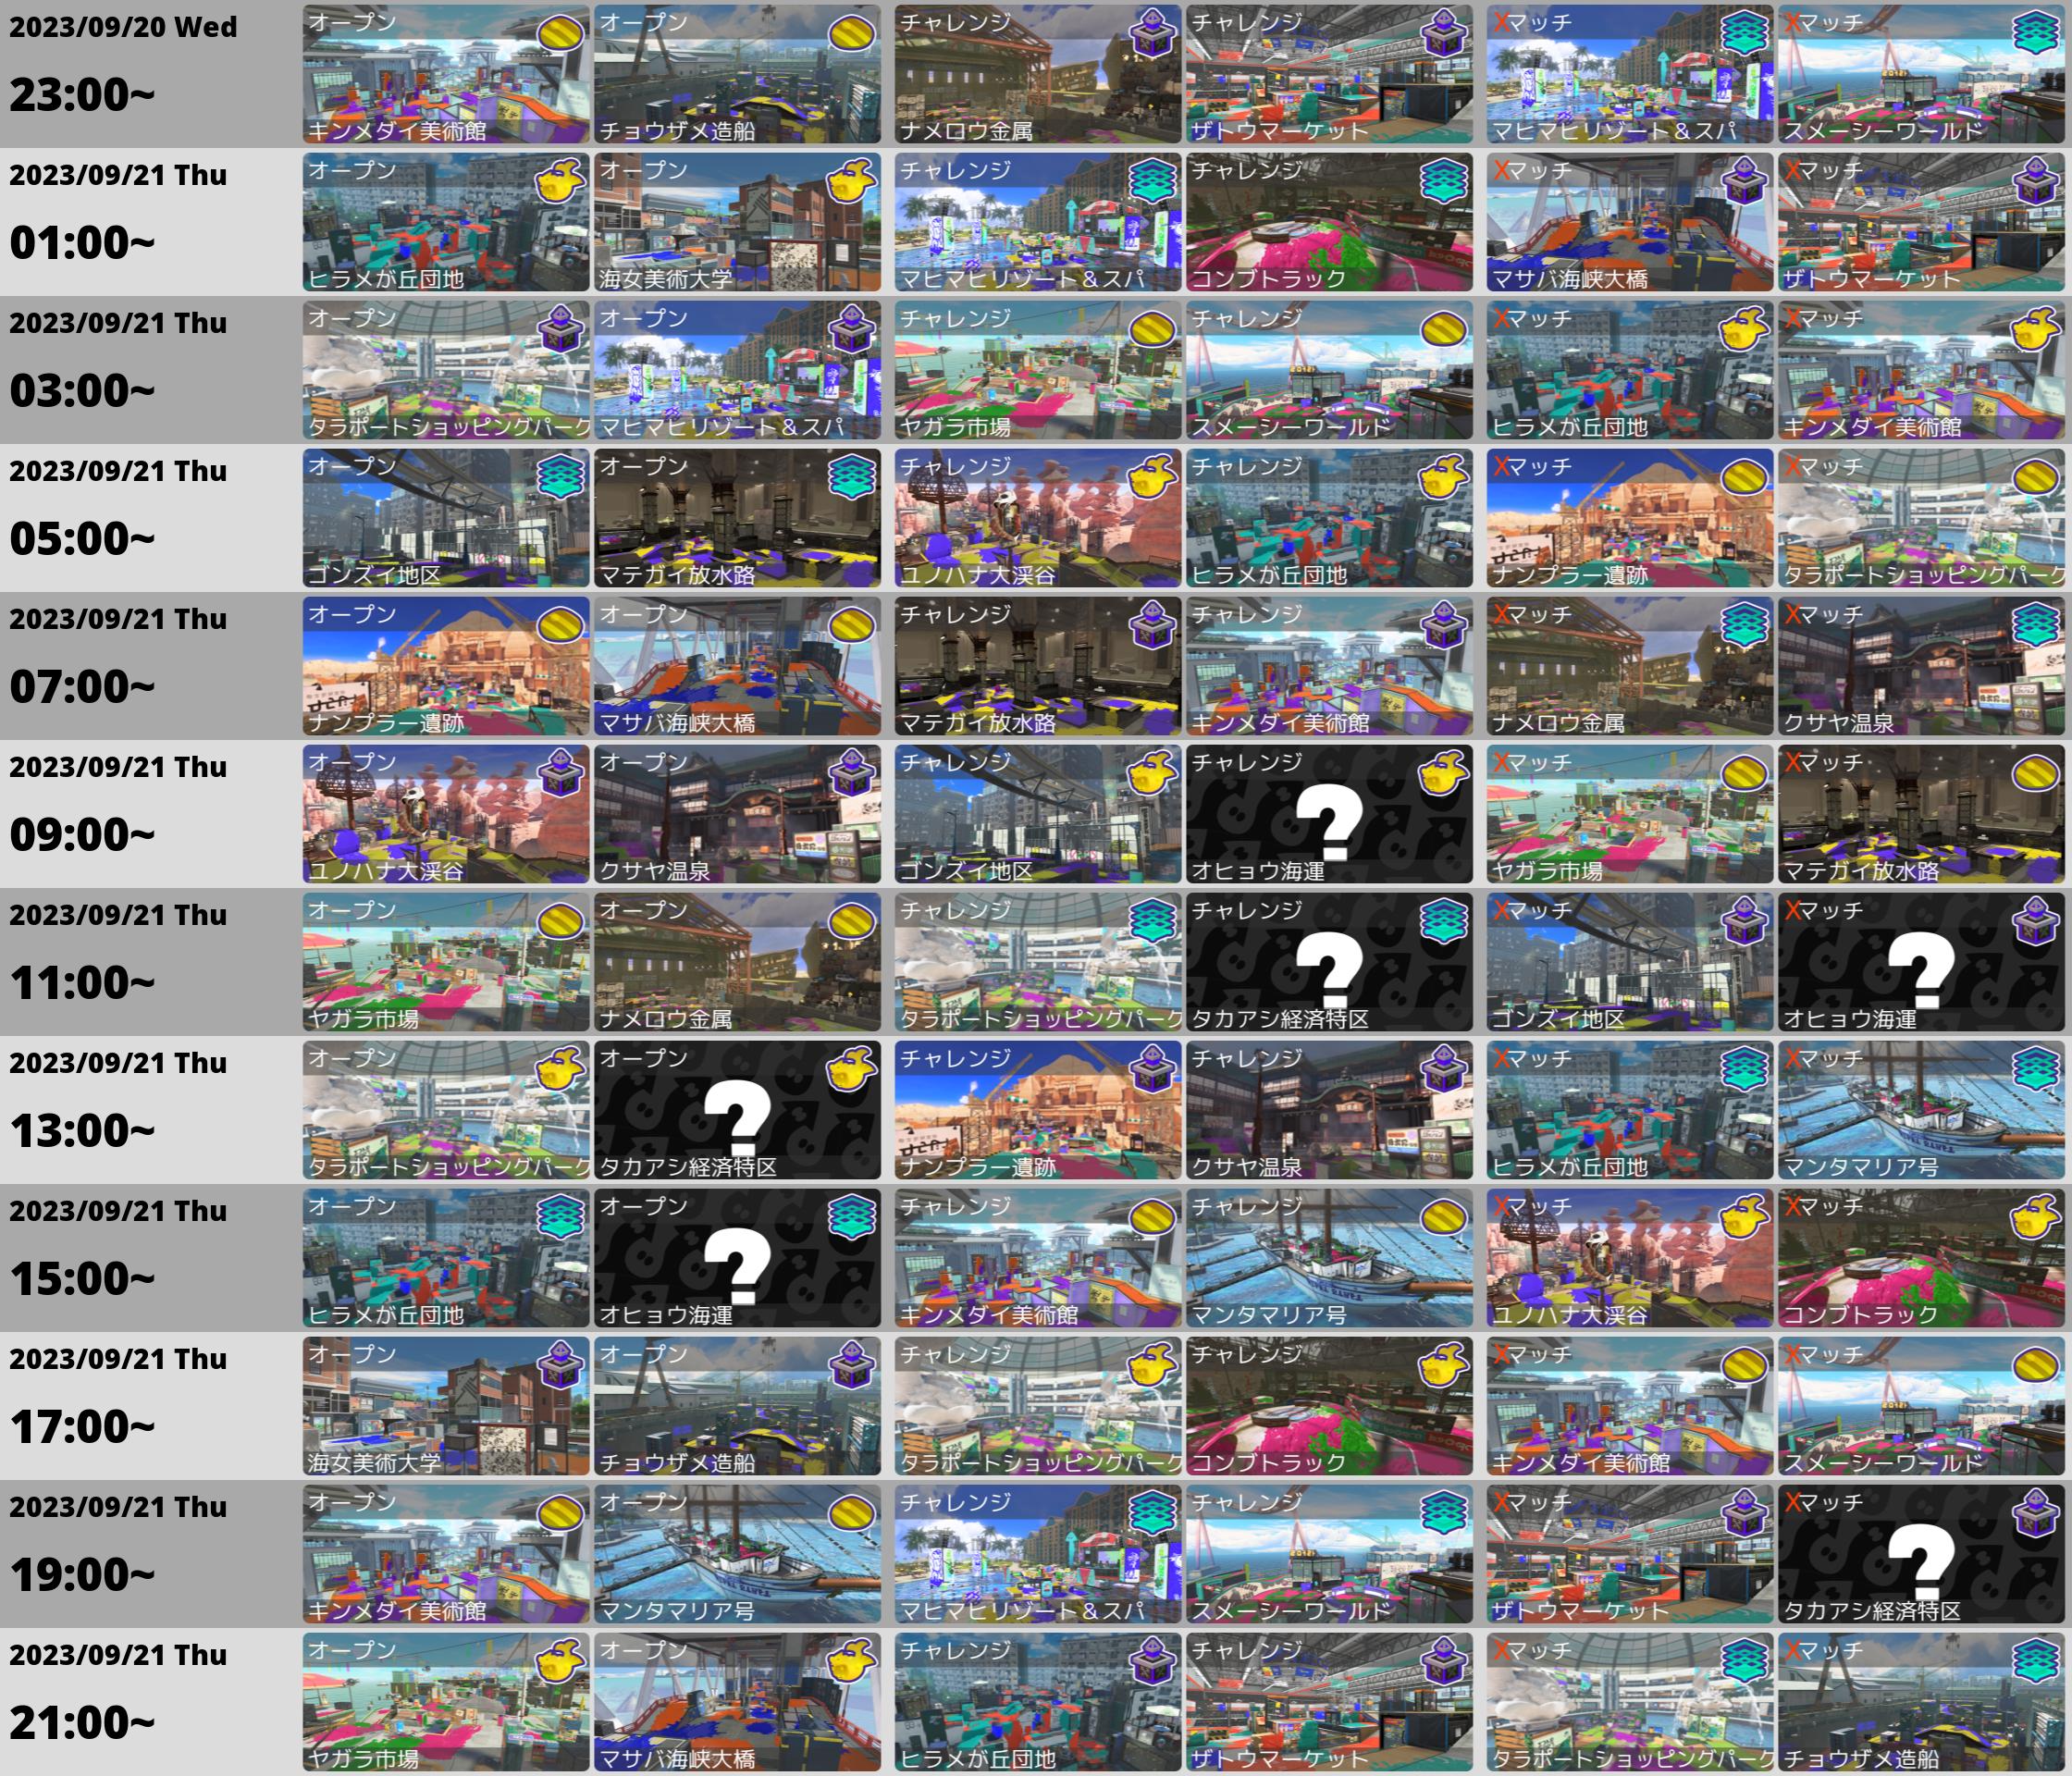 2023/09/20 Wed
23:00~
オープン オープン チャレンジ チャレンジ Xマッチ Xマッチ
キンメダイ美術館 チョウザメ造船 ナメロウ金属 ザトウマーケット マヒマヒリゾート＆スパ スメーシーワールド
2023/09/21 Thu
01:00~
オープン オープン チャレンジ チャレンジ Xマッチ Xマッチ
ヒラメが丘団地 海女美術大学 マヒマヒリゾート＆スパ コンブトラック マサバ海峡大橋 ザトウマーケット
2023/09/21 Thu
03:00~
オープン オープン チャレンジ チャレンジ Xマッチ Xマッチ
タラポートショッピングパーク マヒマヒリゾート＆スパ ヤガラ市場 スメーシーワールド ヒラメが丘団地 キンメダイ美術館
2023/09/21 Thu
05:00~
オープン オープン チャレンジ チャレンジ Xマッチ Xマッチ
ゴンズイ地区 マテガイ放水路 ユノハナ大渓谷 ヒラメが丘団地 ナンプラー遺跡 タラポートショッピングパーク
2023/09/21 Thu
07:00~
オープン オープン チャレンジ チャレンジ Xマッチ Xマッチ
ナンプラー遺跡 マサバ海峡大橋 マテガイ放水路 キンメダイ美術館 ナメロウ金属 クサヤ温泉
2023/09/21 Thu
09:00~
オープン オープン チャレンジ チャレンジ Xマッチ Xマッチ
?
ユノハナ大渓谷 クサヤ温泉 ゴンズイ地区 オヒョウ海運 ヤガラ市場 マテガイ放水路
2023/09/21 Thu
11:00~
オープン オープン チャレンジ チャレンジ Xマッチ Xマッチ
? ?
ヤガラ市場 ナメロウ金属 タラポートショッピングパーク タカアシ経済特区 ゴンズイ地区 オヒョウ海運
2023/09/21 Thu
13:00~
オープン オープン チャレンジ チャレンジ Xマッチ Xマッチ
?
タラポートショッピングパーク タカアシ経済特区 ナンプラー遺跡 クサヤ温泉 ヒラメが丘団地 マンタマリア号
2023/09/21 Thu
15:00~
オープン オープン チャレンジ チャレンジ Xマッチ Xマッチ
?
ヒラメが丘団地 オヒョウ海運 キンメダイ美術館 マンタマリア号 ユノハナ大渓谷 コンブトラック
2023/09/21 Thu
17:00~
オープン オープン チャレンジ チャレンジ Xマッチ Xマッチ
海女美術大学 チョウザメ造船 タラポートショッピングパーク コンブトラック キンメダイ美術館 スメーシーワールド
2023/09/21 Thu
19:00~
オープン オープン チャレンジ チャレンジ Xマッチ Xマッチ
?
キンメダイ美術館 マンタマリア号 マヒマヒリゾート＆スパ スメーシーワールド ザトウマーケット タカアシ経済特区
2023/09/21 Thu
21:00~
オープン オープン チャレンジ チャレンジ Xマッチ Xマッチ
ヤガラ市場 マサバ海峡大橋 ヒラメが丘団地 ザトウマーケット タラポートショッピングパーク チョウザメ造船